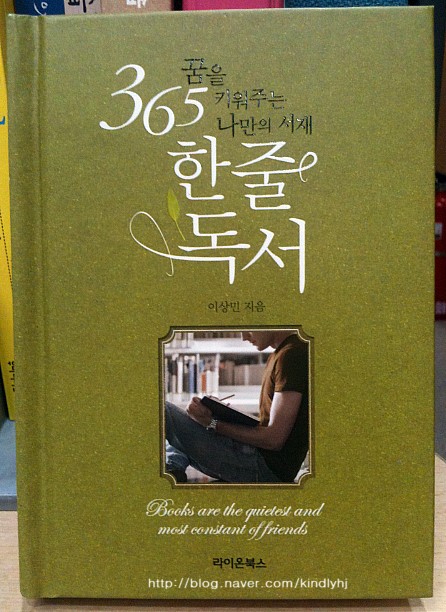 꿈을
키워주는
나만의 서재
365
한줄
독서
이상민 지음
Books are the quietest and
most constant of friends
라이온북스
http://blog.naver.com/kindlyhj